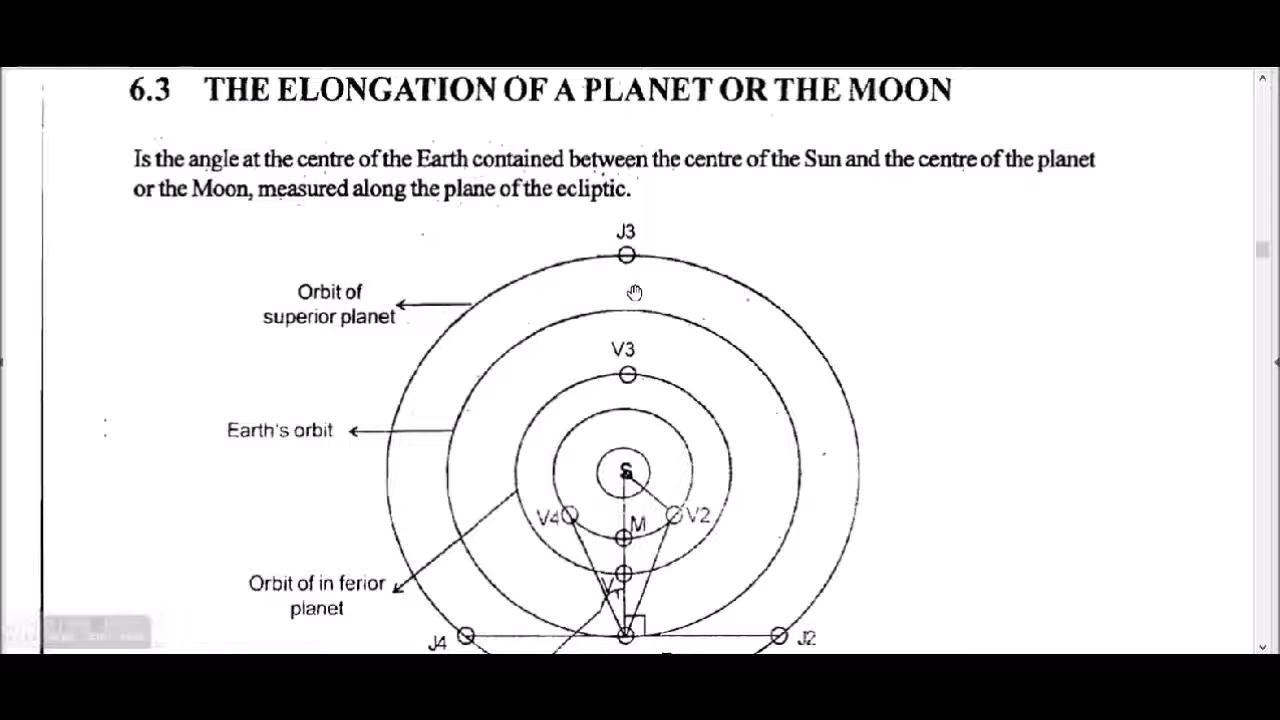 6.3 THE ELONGATION OF A PLANET OR THE MOON
Is the angle at the centre of the Earth contained between the centre of the Sun and the centre of the planet
or the Moon, measured along the plane of the ecliptic.
J3
Orbit of
superior planet
V3
Earth's orbit
S
V4
M
V2
Orbit of in ferior
planet
V
J4
J2